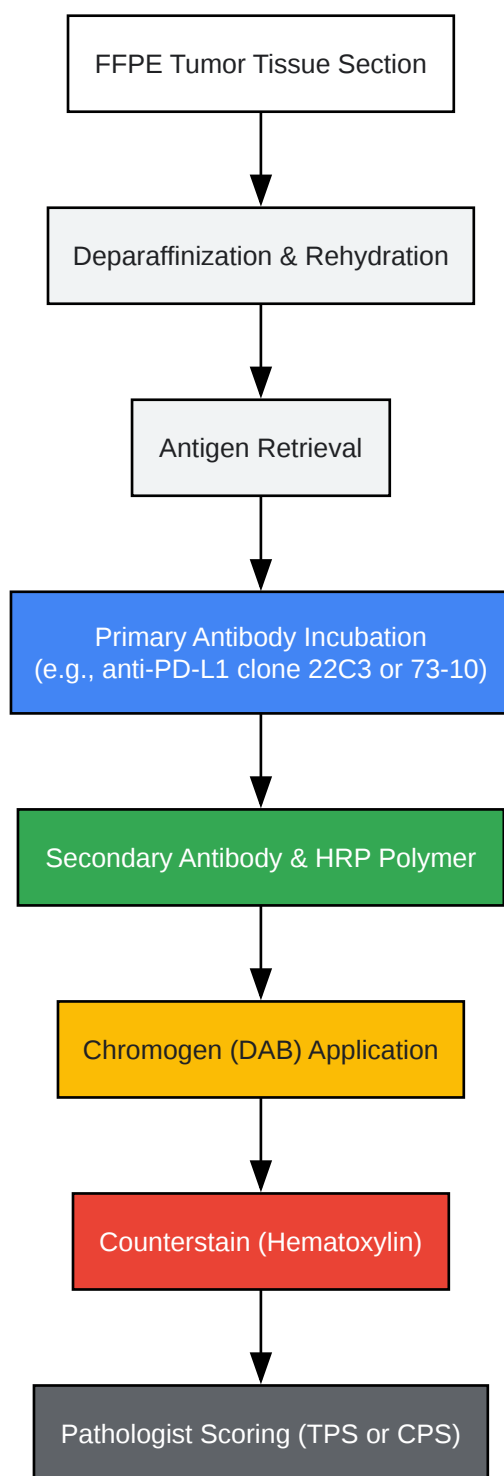 FFPE Tumor Tissue Section
Deparaffinization & Rehydration
Antigen Retrieval
Primary Antibody Incubation
(e.g., anti-PD-L1 clone 22C3 or 73-10)
Secondary Antibody & HRP Polymer
Chromogen (DAB) Application
Counterstain (Hematoxylin)
Pathologist Scoring (TPS or CPS)